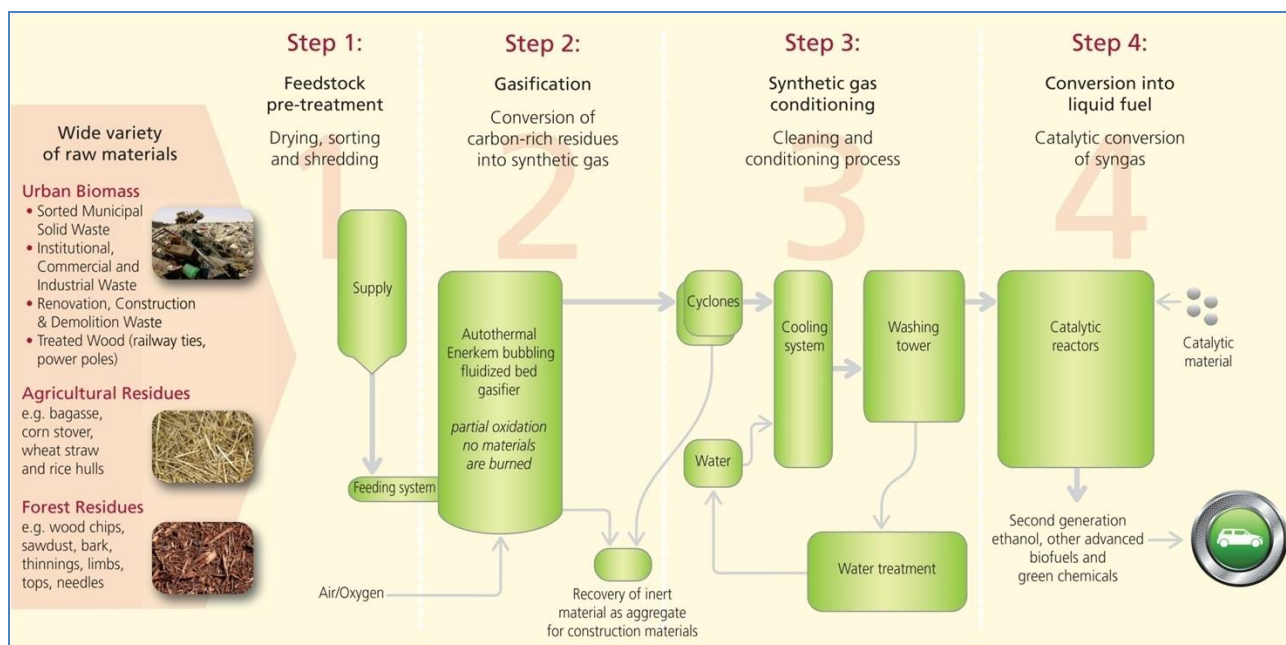 Step 1:
Feedstock
pre-treatment
Drying, sorting
and shredding
1
Step 2:
Gasification
Conversion of
carbon-rich residues
into synthetic gas
2
Step 3:
Synthetic gas
conditioning
Cleaning and
conditioning process
3
Step 4:
Conversion into
liquid fuel
Catalytic conversion
of syngas
4
Wide variety
of raw materials
Urban Biomass
• Sorted Municipal
Solid Waste
• Institutional,
Commercial and
Industrial Waste
• Renovation, Construction
& Demolition Waste
• Treated Wood (railway ties,
power poles)
Agricultural Residues
e.g. bagasse,
corn stover,
wheat straw
and rice hulls
Forest Residues
e.g. wood chips,
sawdust, bark,
thinnings, limbs,
tops, needles
Supply
Feeding system
Air/Oxygen
Autothermal
Enerkem bubbling
fluidized bed
gasifier
partial oxidation
no materials
are burned
Recovery of inert
material as aggregate
for construction materials
Cyclones
Water
Cooling
system
Washing
tower
Water treatment
Catalytic
reactors
Catalytic
material
Second generation
ethanol, other advanced
biofuels and
green chemicals